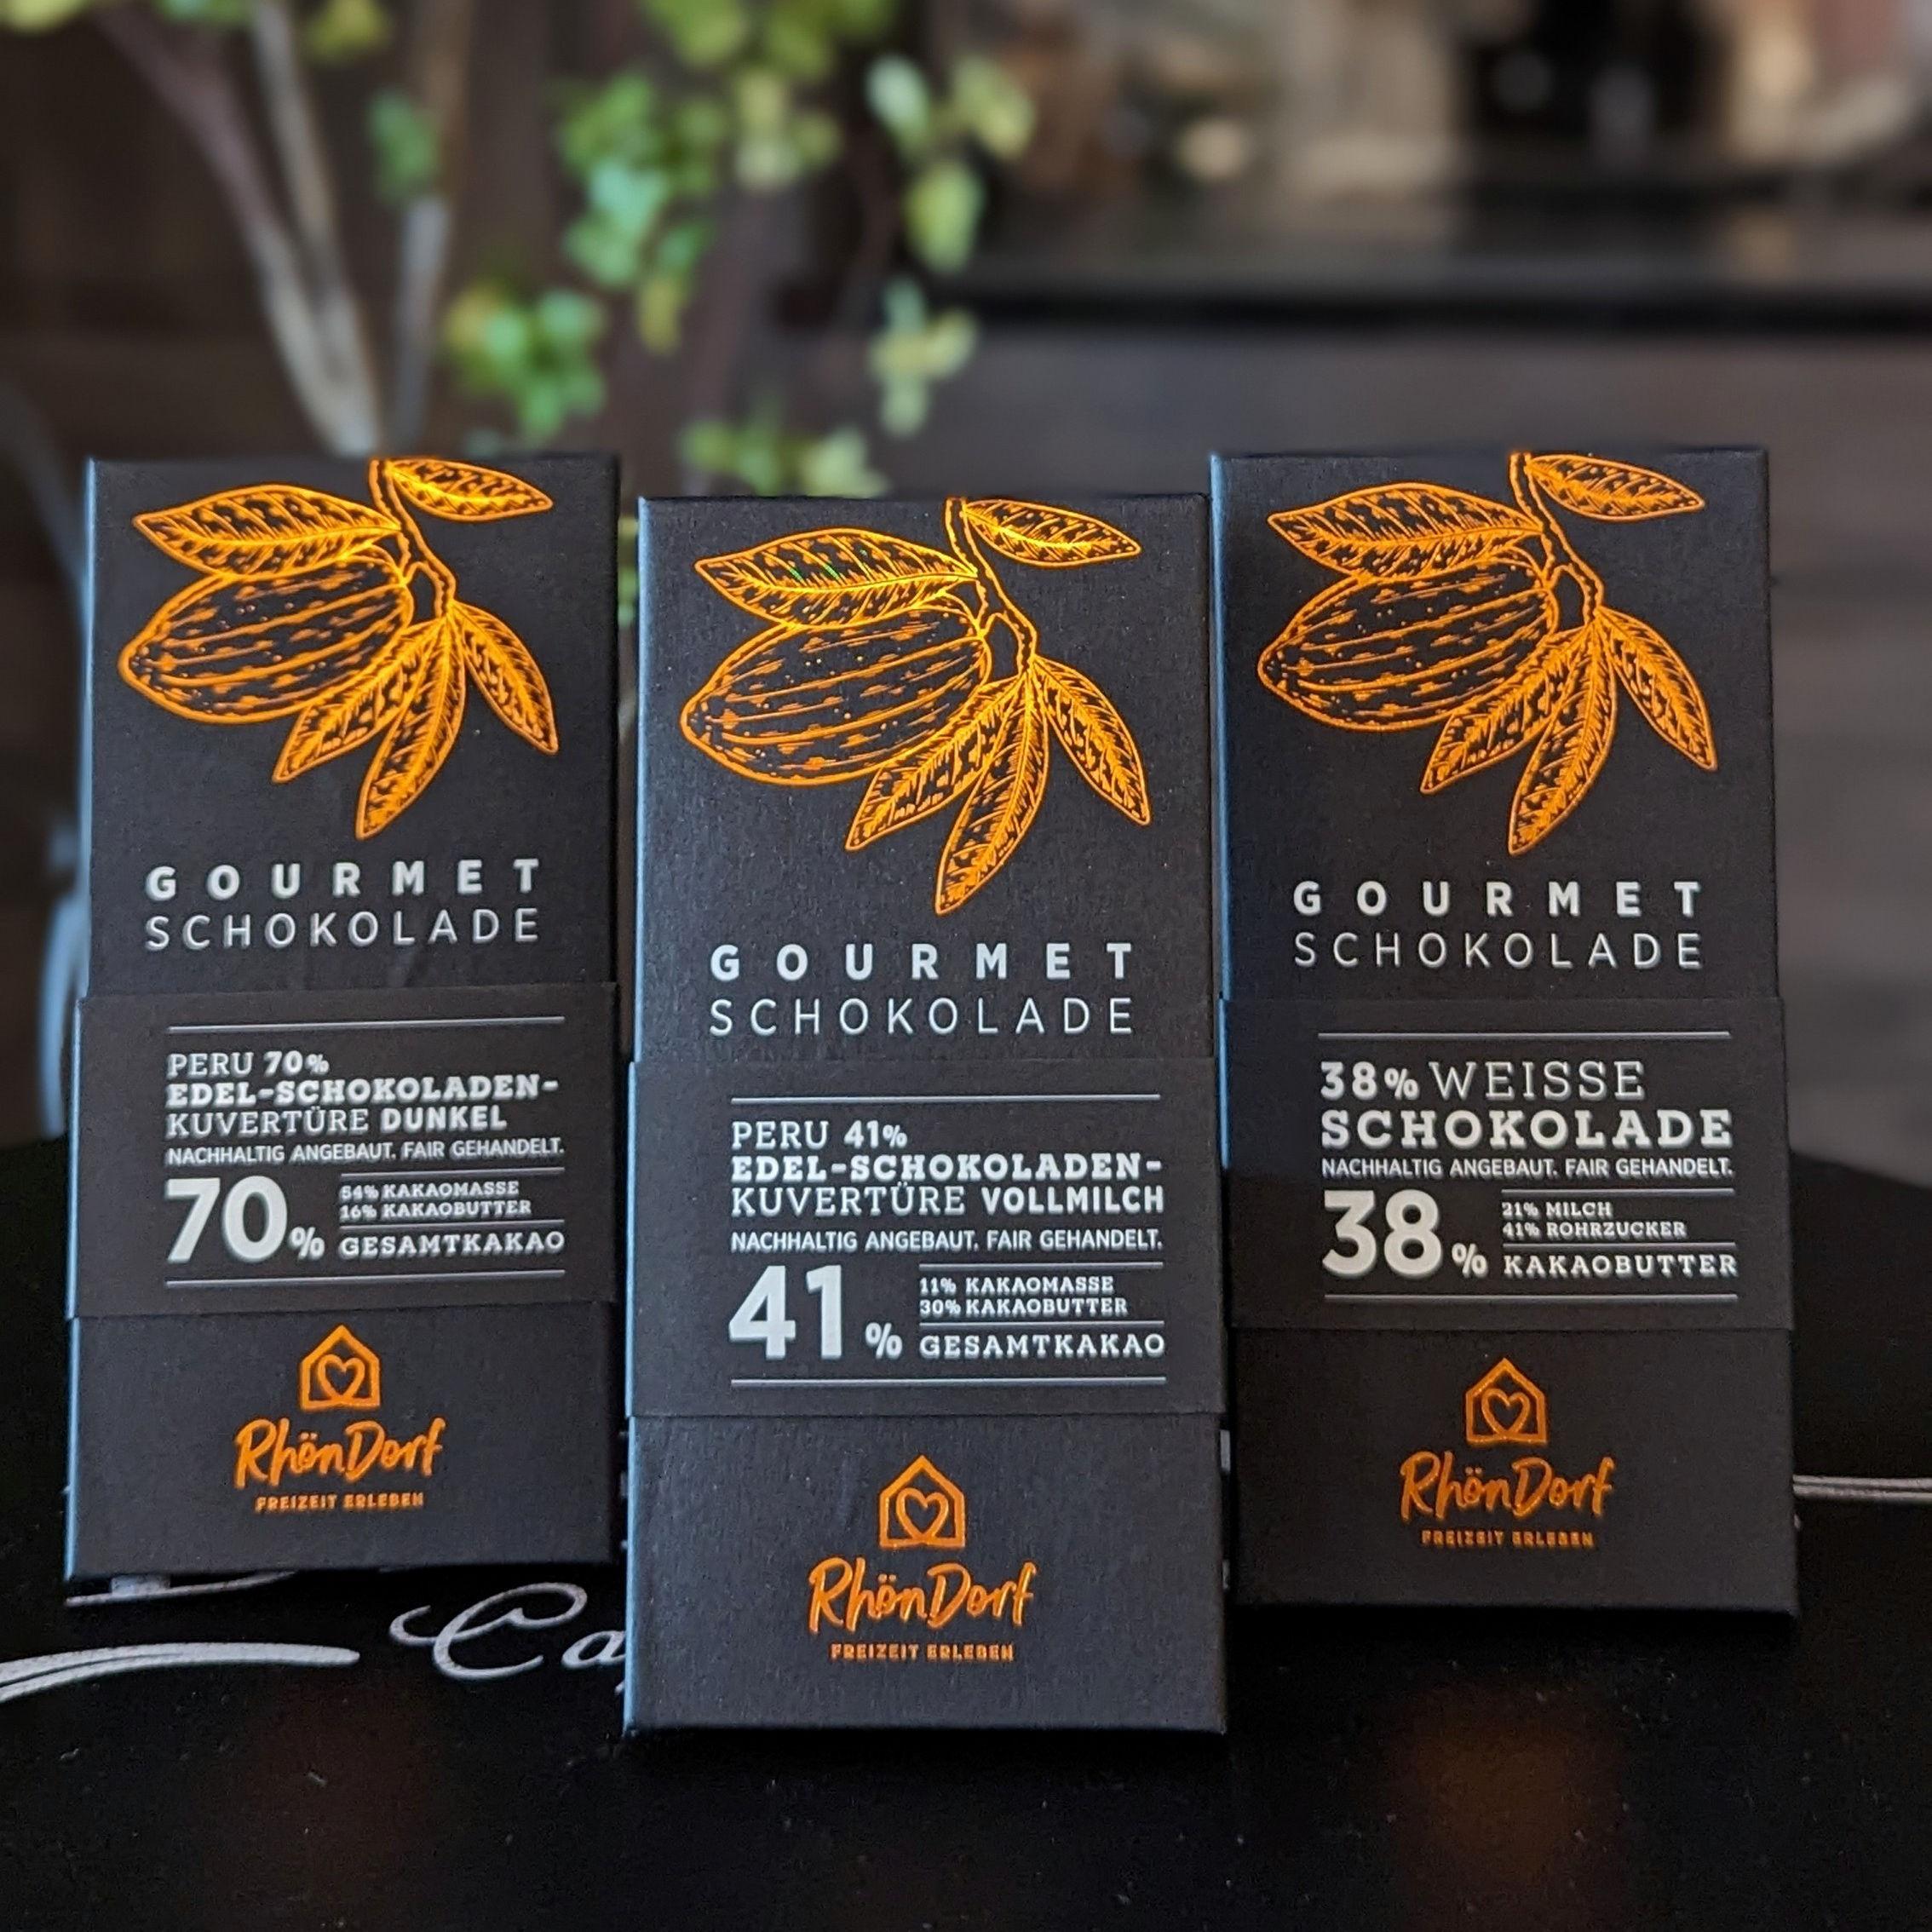 GOURMET
SCHOKOLADE
PERU 70%
EDEL-SCHOKOLADEN-
KUVERTÜRE DUNKEL
NACHHALTIG ANGEBAUT. FAIR GEHANDELT.
70%
54% KAKAOMASSE
16% KAKAOBUTTER
GESAMTKAKAO
RhönDorf
FREIZEIT ERLEBEN
GOURMET
SCHOKOLADE
PERU 41%
EDEL-SCHOKOLADEN-
KUVERTÜRE VOLLMILCH
NACHHALTIG ANGEBAUT. FAIR GEHANDELT.
41%
11% KAKAOMASSE
30% KAKAOBUTTER
GESAMTKAKAO
RhönDorf
FREIZEIT ERLEBEN
GOURMET
SCHOKOLADE
38% WEISSE
SCHOKOLADE
NACHHALTIG ANGEBAUT. FAIR GEHANDELT.
38%
21% MILCH
41% ROHRZUCKER
KAKAOBUTTER
RhönDorf
FREIZEIT ERLEBEN